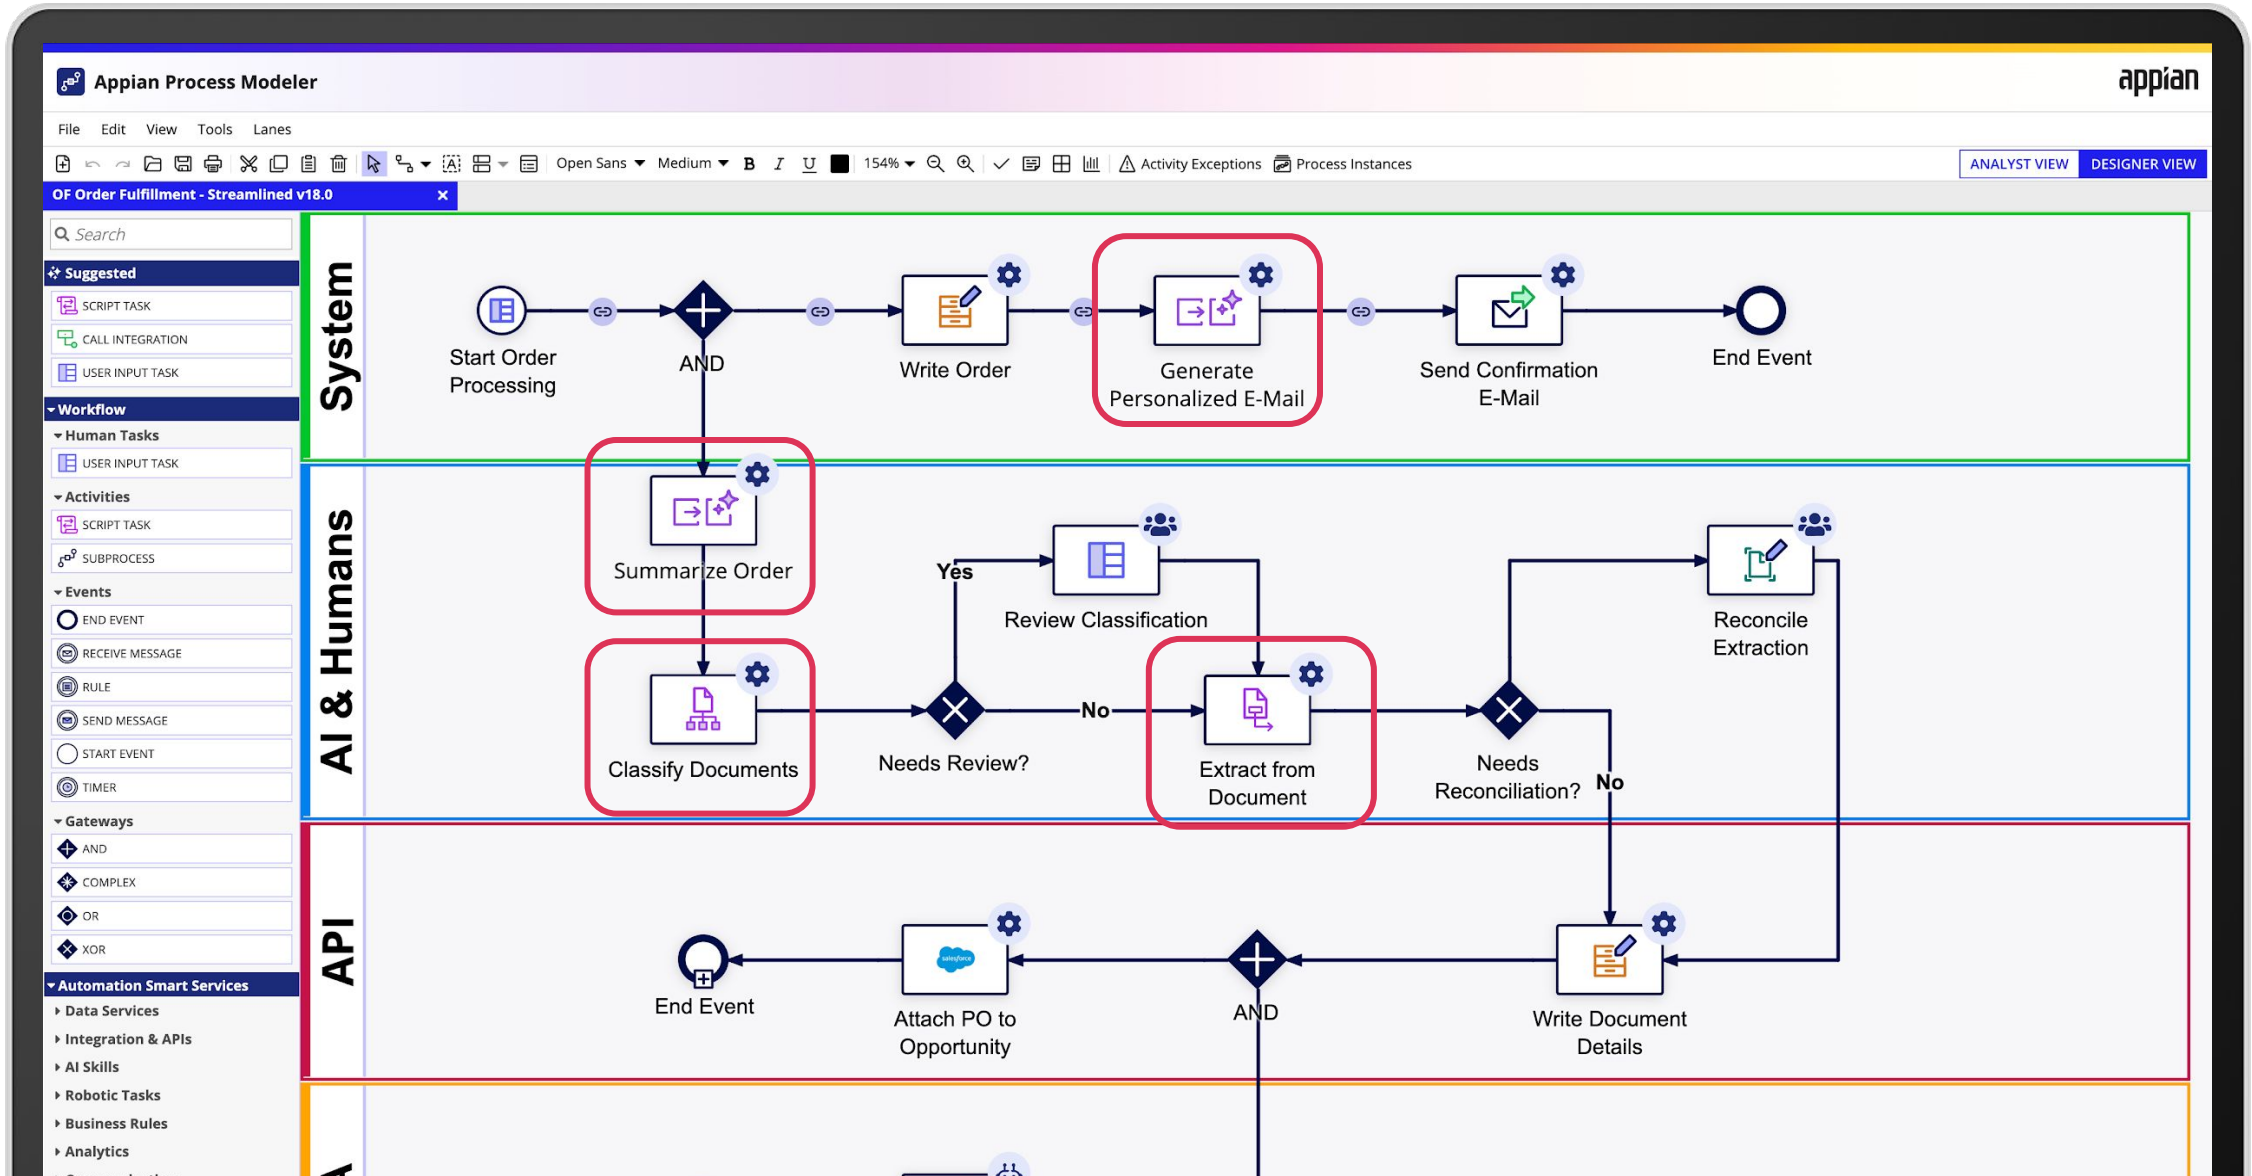 Appian Process Modeler
appian
File Edit View Tools Lanes
Open Sans Medium B I U 154% Activity Exceptions Process Instances ANALYST VIEW DESIGNER VIEW
OF Order Fulfillment - Streamlined v18.0
Search
Suggested
SCRIPT TASK
CALL INTEGRATION
USER INPUT TASK
Workflow
Human Tasks
USER INPUT TASK
Activities
SCRIPT TASK
SUBPROCESS
Events
END EVENT
RECEIVE MESSAGE
RULE
SEND MESSAGE
START EVENT
TIMER
Gateways
AND
COMPLEX
OR
XOR
Automation Smart Services
Data Services
Integration & APIs
AI Skills
Robotic Tasks
Business Rules
Analytics
System
Start Order
Processing
AND
Write Order
Generate
Personalized E-Mail
Send Confirmation
E-Mail
End Event
AI & Humans
Summarize Order
Classify Documents
Needs Review?
Yes
No
Review Classification
Extract from
Document
Needs
Reconciliation?
No
Reconcile
Extraction
API
End Event
salesforce
Attach PO to
Opportunity
AND
Write Document
Details